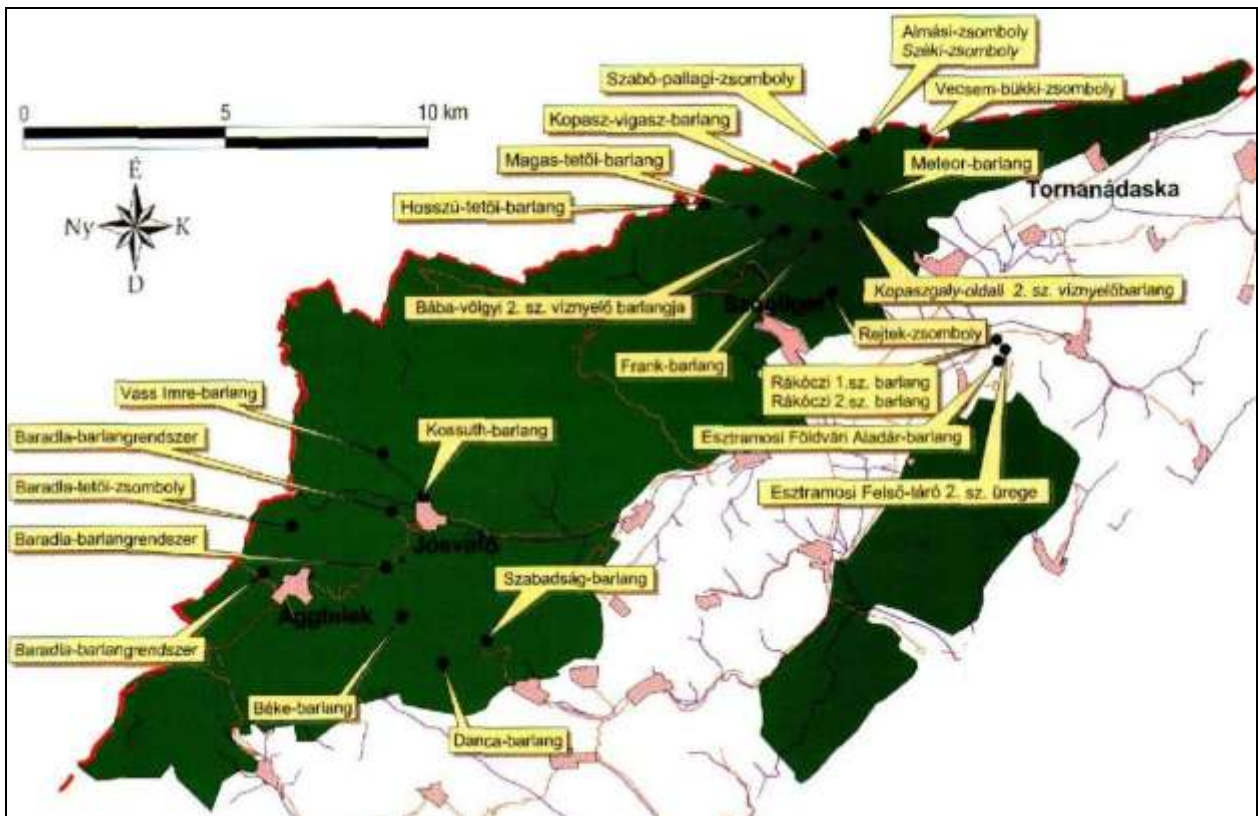 Almási-zsomboly
Széki-zsomboly
Szabó-pallagi-zsomboly
Vecsem-bükki-zsomboly
0 5 10 km
Kopasz-vigasz-barlang
É
Magas-tetői-barlang
Meteor-barlang
Tornanádaska
Hosszú-tetői-barlang
Ny K
D
Kopaszgaly-oldali 2. sz. víznyelőbarlang
Bába-völgyi 2. sz. víznyelő barlangja
Rejtek-zsomboly
Frank-barlang
Rákóczi 1.sz. barlang
Rákóczi 2.sz. barlang
Vass Imre-barlang
Kossuth-barlang
Baradla-barlangrendszer
Esztramosi Földvári Aladár-barlang
Baradla-tetői-zsomboly
Esztramosi Felső-táró 2. sz. ürege
Baradla-barlangrendszer
Jósvafő
Szabadság-barlang
Aggtelek
Baradla-barlangrendszer
Béke-barlang
Danca-barlang